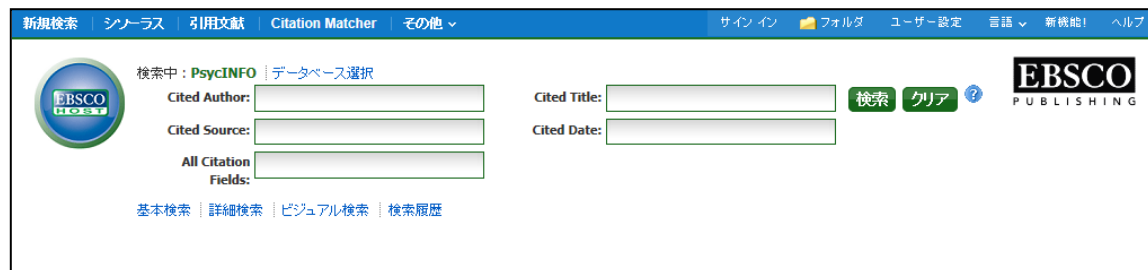 新規検索 シソーラス 引用文献 Citation Matcher その他 サイン イン フォルダ ユーザー設定 言語 新機能! ヘルプ
検索中 : PsycINFO データベース選択
EBSCO HOST
Cited Author: Cited Title: 検索 クリア ?
EBSCO
PUBLISHING
Cited Source: Cited Date:
All Citation
Fields:
基本検索 詳細検索 ビジュアル検索 検索履歴